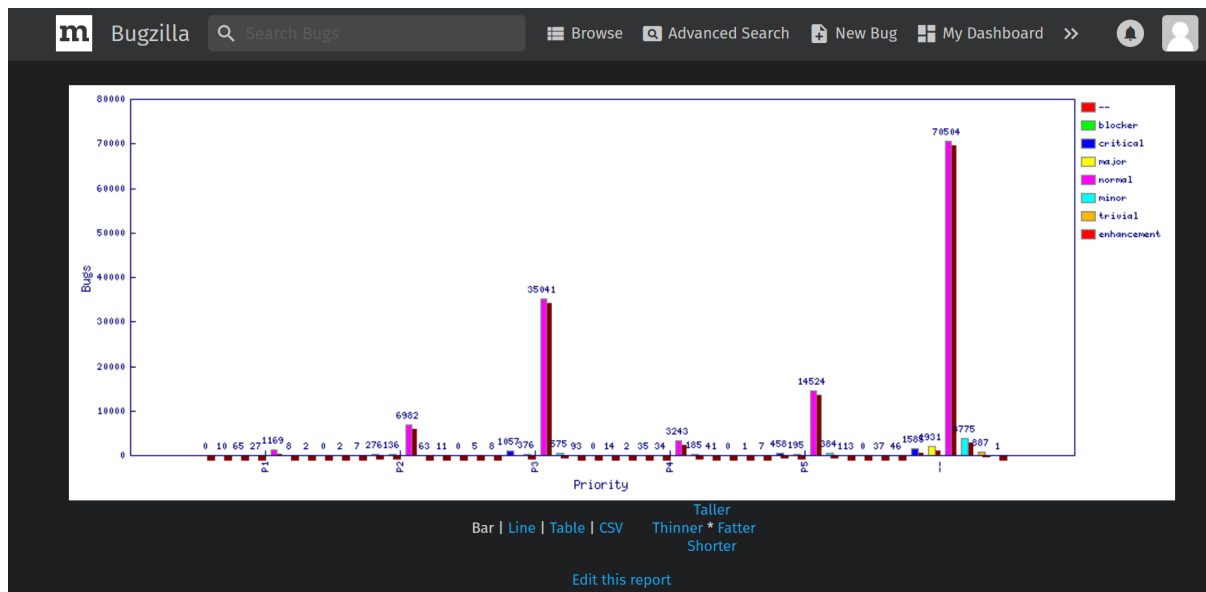 m Bugzilla Search Bugs Browse Advanced Search New Bug My Dashboard »
80000
70000
60000
50000
40000
30000
20000
10000
0
Bugs
70504
35041
14524
6982
3243
0 10 65 27 1169 8 2 0 2 7 276 136 63 11 0 5 8 1057 376 575 93 0 14 2 35 34 185 41 0 1 7 458 195 384 113 0 37 46 887 1
P1 P2 P3 P4 P5 --
Priority
--
blocker
critical
major
normal
minor
trivial
enhancement
Bar | Line | Table | CSV
Taller
Thinner * Fatter
Shorter
Edit this report